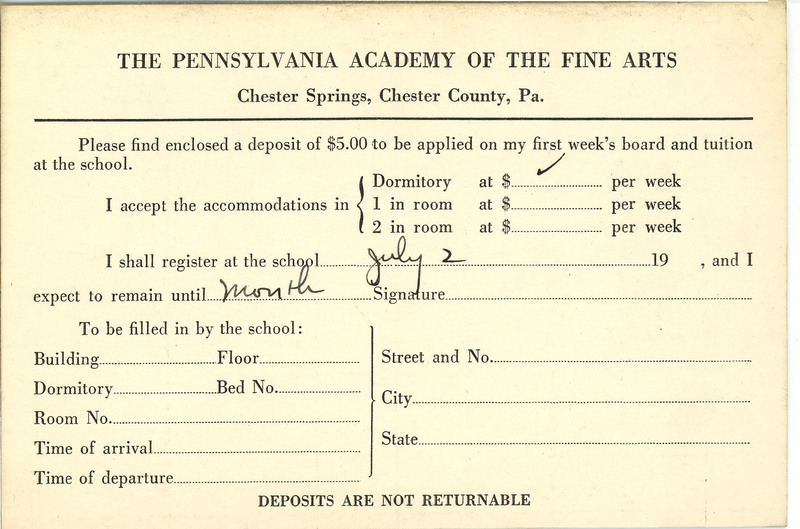 THE PENNSYLVANIA ACADEMY OF THE FINE ARTS
Chester Springs, Chester County, Pa.
Please find enclosed a deposit of $5.00 to be applied on my first week's board and tuition
at the school.
I accept the accommodations in
Dormitory at $ ✓ per week
1 in room at $ per week
2 in room at $ per week
I shall register at the school July 2 19 , and I
expect to remain until month Signature
To be filled in by the school:
Building Floor
Dormitory Bed No.
Room No.
Time of arrival
Time of departure
Street and No.
City
State
DEPOSITS ARE NOT RETURNABLE